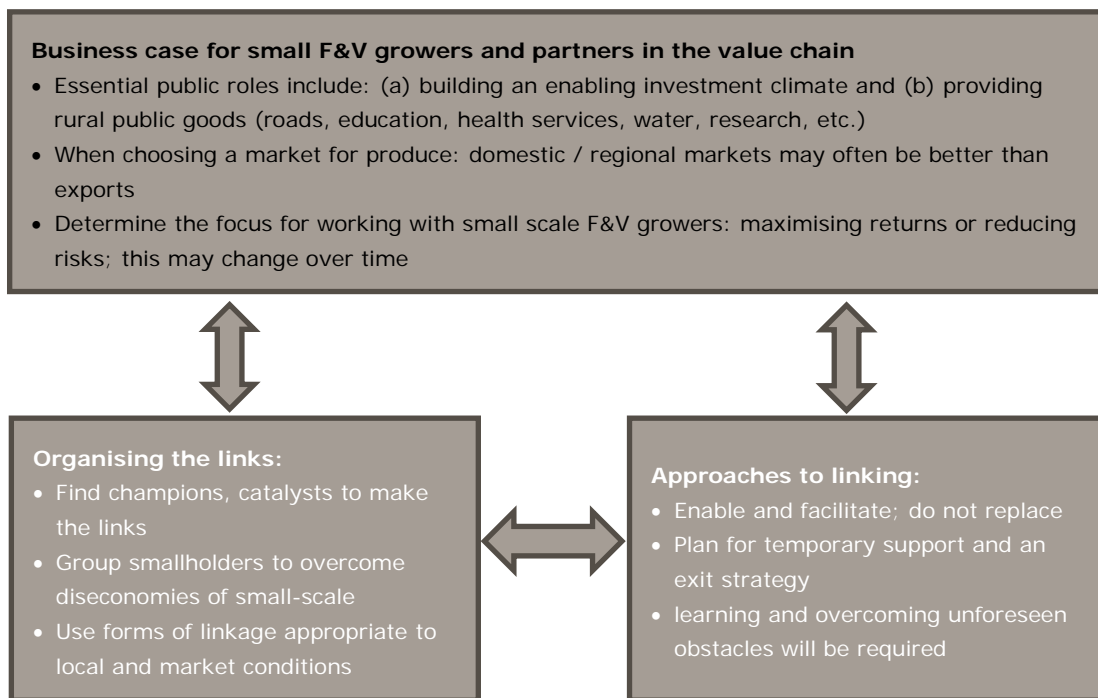 Business case for small F&V growers and partners in the value chain
• Essential public roles include: (a) building an enabling investment climate and (b) providing
rural public goods (roads, education, health services, water, research, etc.)
• When choosing a market for produce: domestic / regional markets may often be better than
exports
• Determine the focus for working with small scale F&V growers: maximising returns or reducing
risks; this may change over time
Organising the links:
• Find champions, catalysts to make
the links
• Group smallholders to overcome
diseconomies of small-scale
• Use forms of linkage appropriate to
local and market conditions
Approaches to linking:
• Enable and facilitate; do not replace
• Plan for temporary support and an
exit strategy
• learning and overcoming unforeseen
obstacles will be required